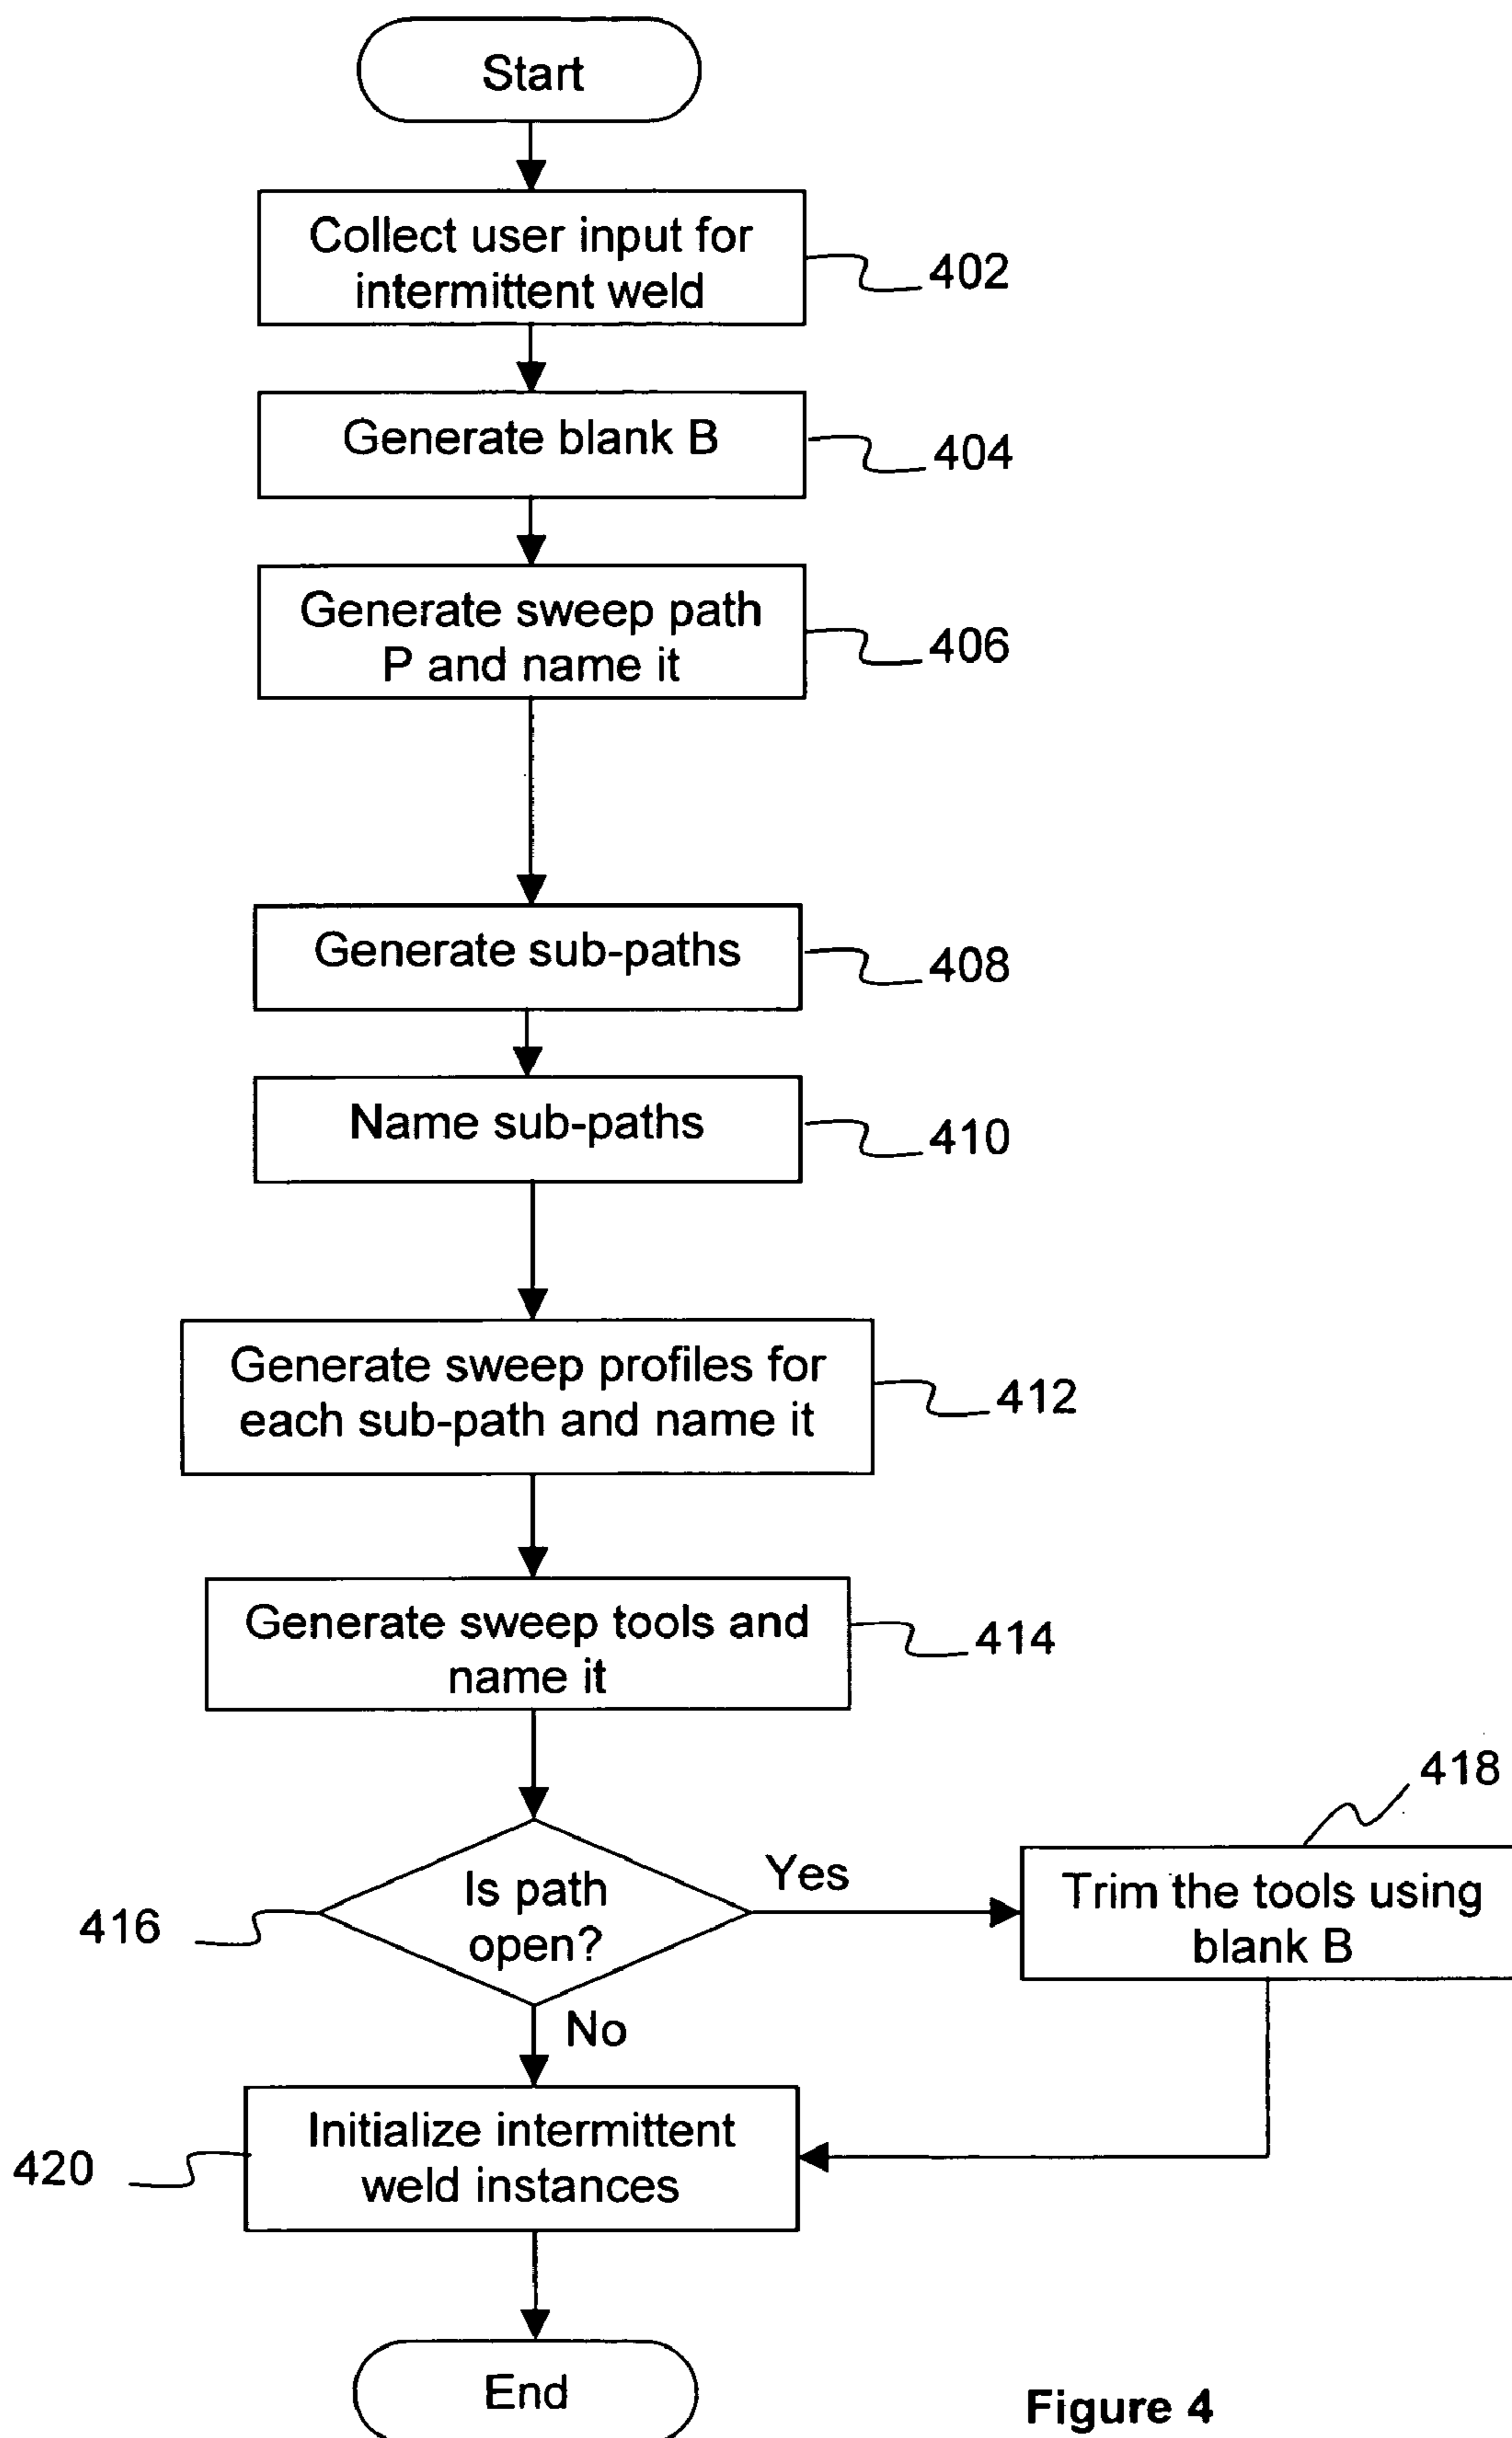 Start
Collect user input for
intermittent weld
402
Generate blank B
404
Generate sweep path
P and name it
406
Generate sub-paths
408
Name sub-paths
410
Generate sweep profiles for
each sub-path and name it
412
Generate sweep tools and
name it
414
418
Is path
open?
416
Yes
Trim the tools using
blank B
No
Initialize intermittent
weld instances
420
End
Figure 4